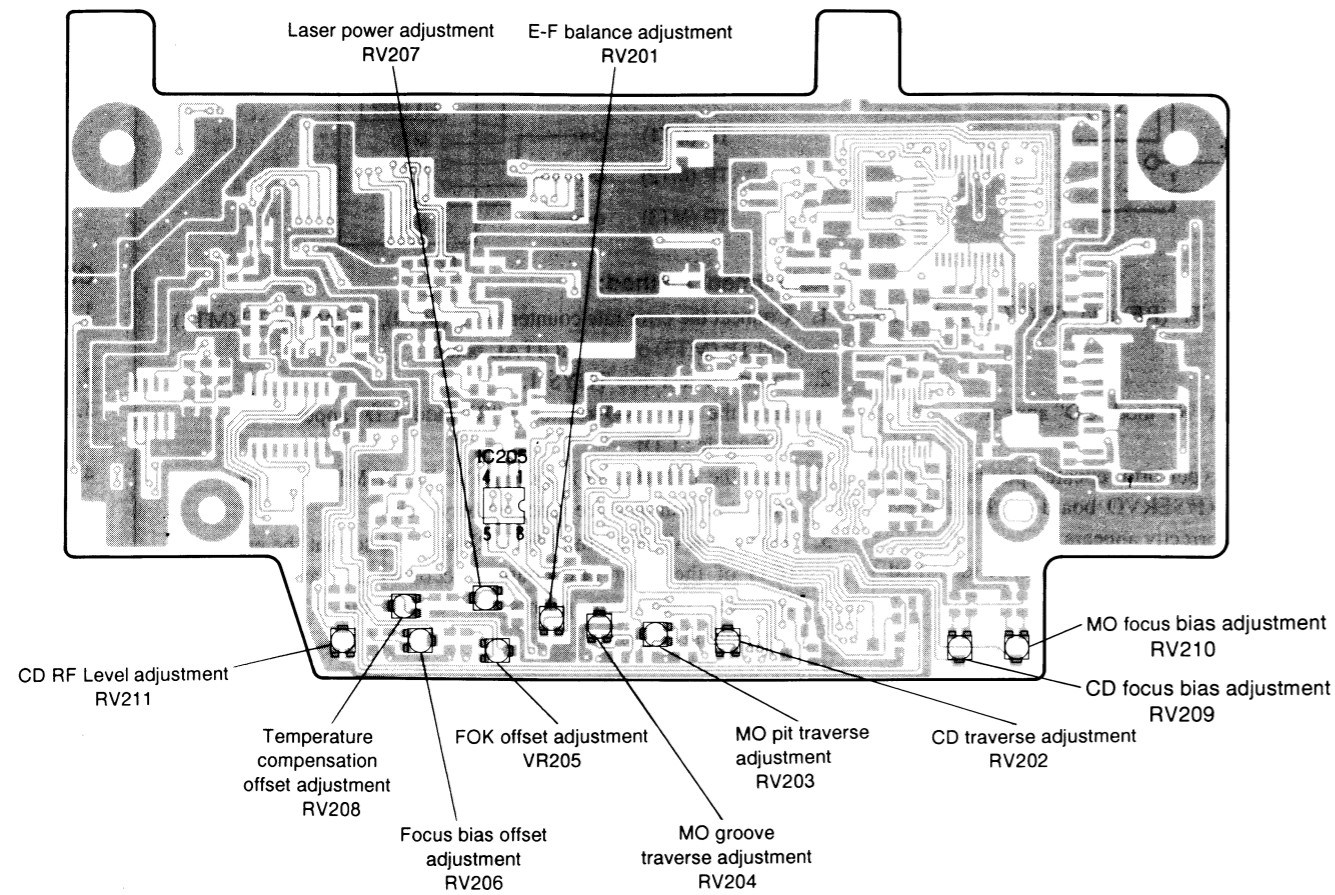 Laser power adjustment
RV207
E-F balance adjustment
RV201
IC205
4 1
5 8
MO focus bias adjustment
RV210
CD focus bias adjustment
RV209
CD RF Level adjustment
RV211
Temperature
compensation
offset adjustment
RV208
FOK offset adjustment
VR205
MO pit traverse
adjustment
RV203
CD traverse adjustment
RV202
Focus bias offset
adjustment
RV206
MO groove
traverse adjustment
RV204